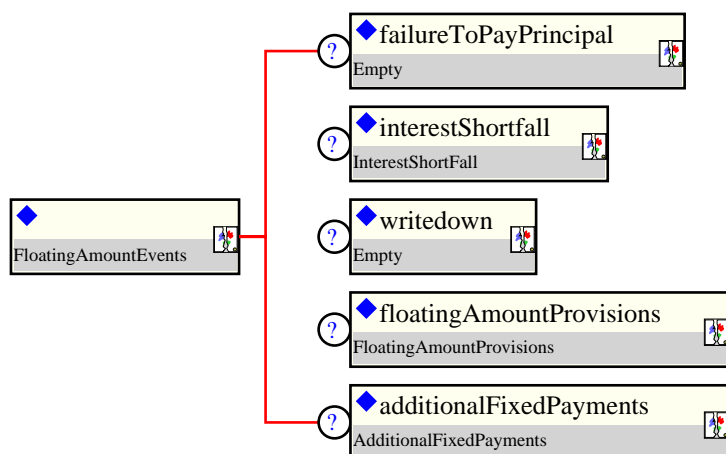 ? failureToPayPrincipal
Empty
? interestShortfall
InterestShortFall
FloatingAmountEvents
? writedown
Empty
? floatingAmountProvisions
FloatingAmountProvisions
? additionalFixedPayments
AdditionalFixedPayments